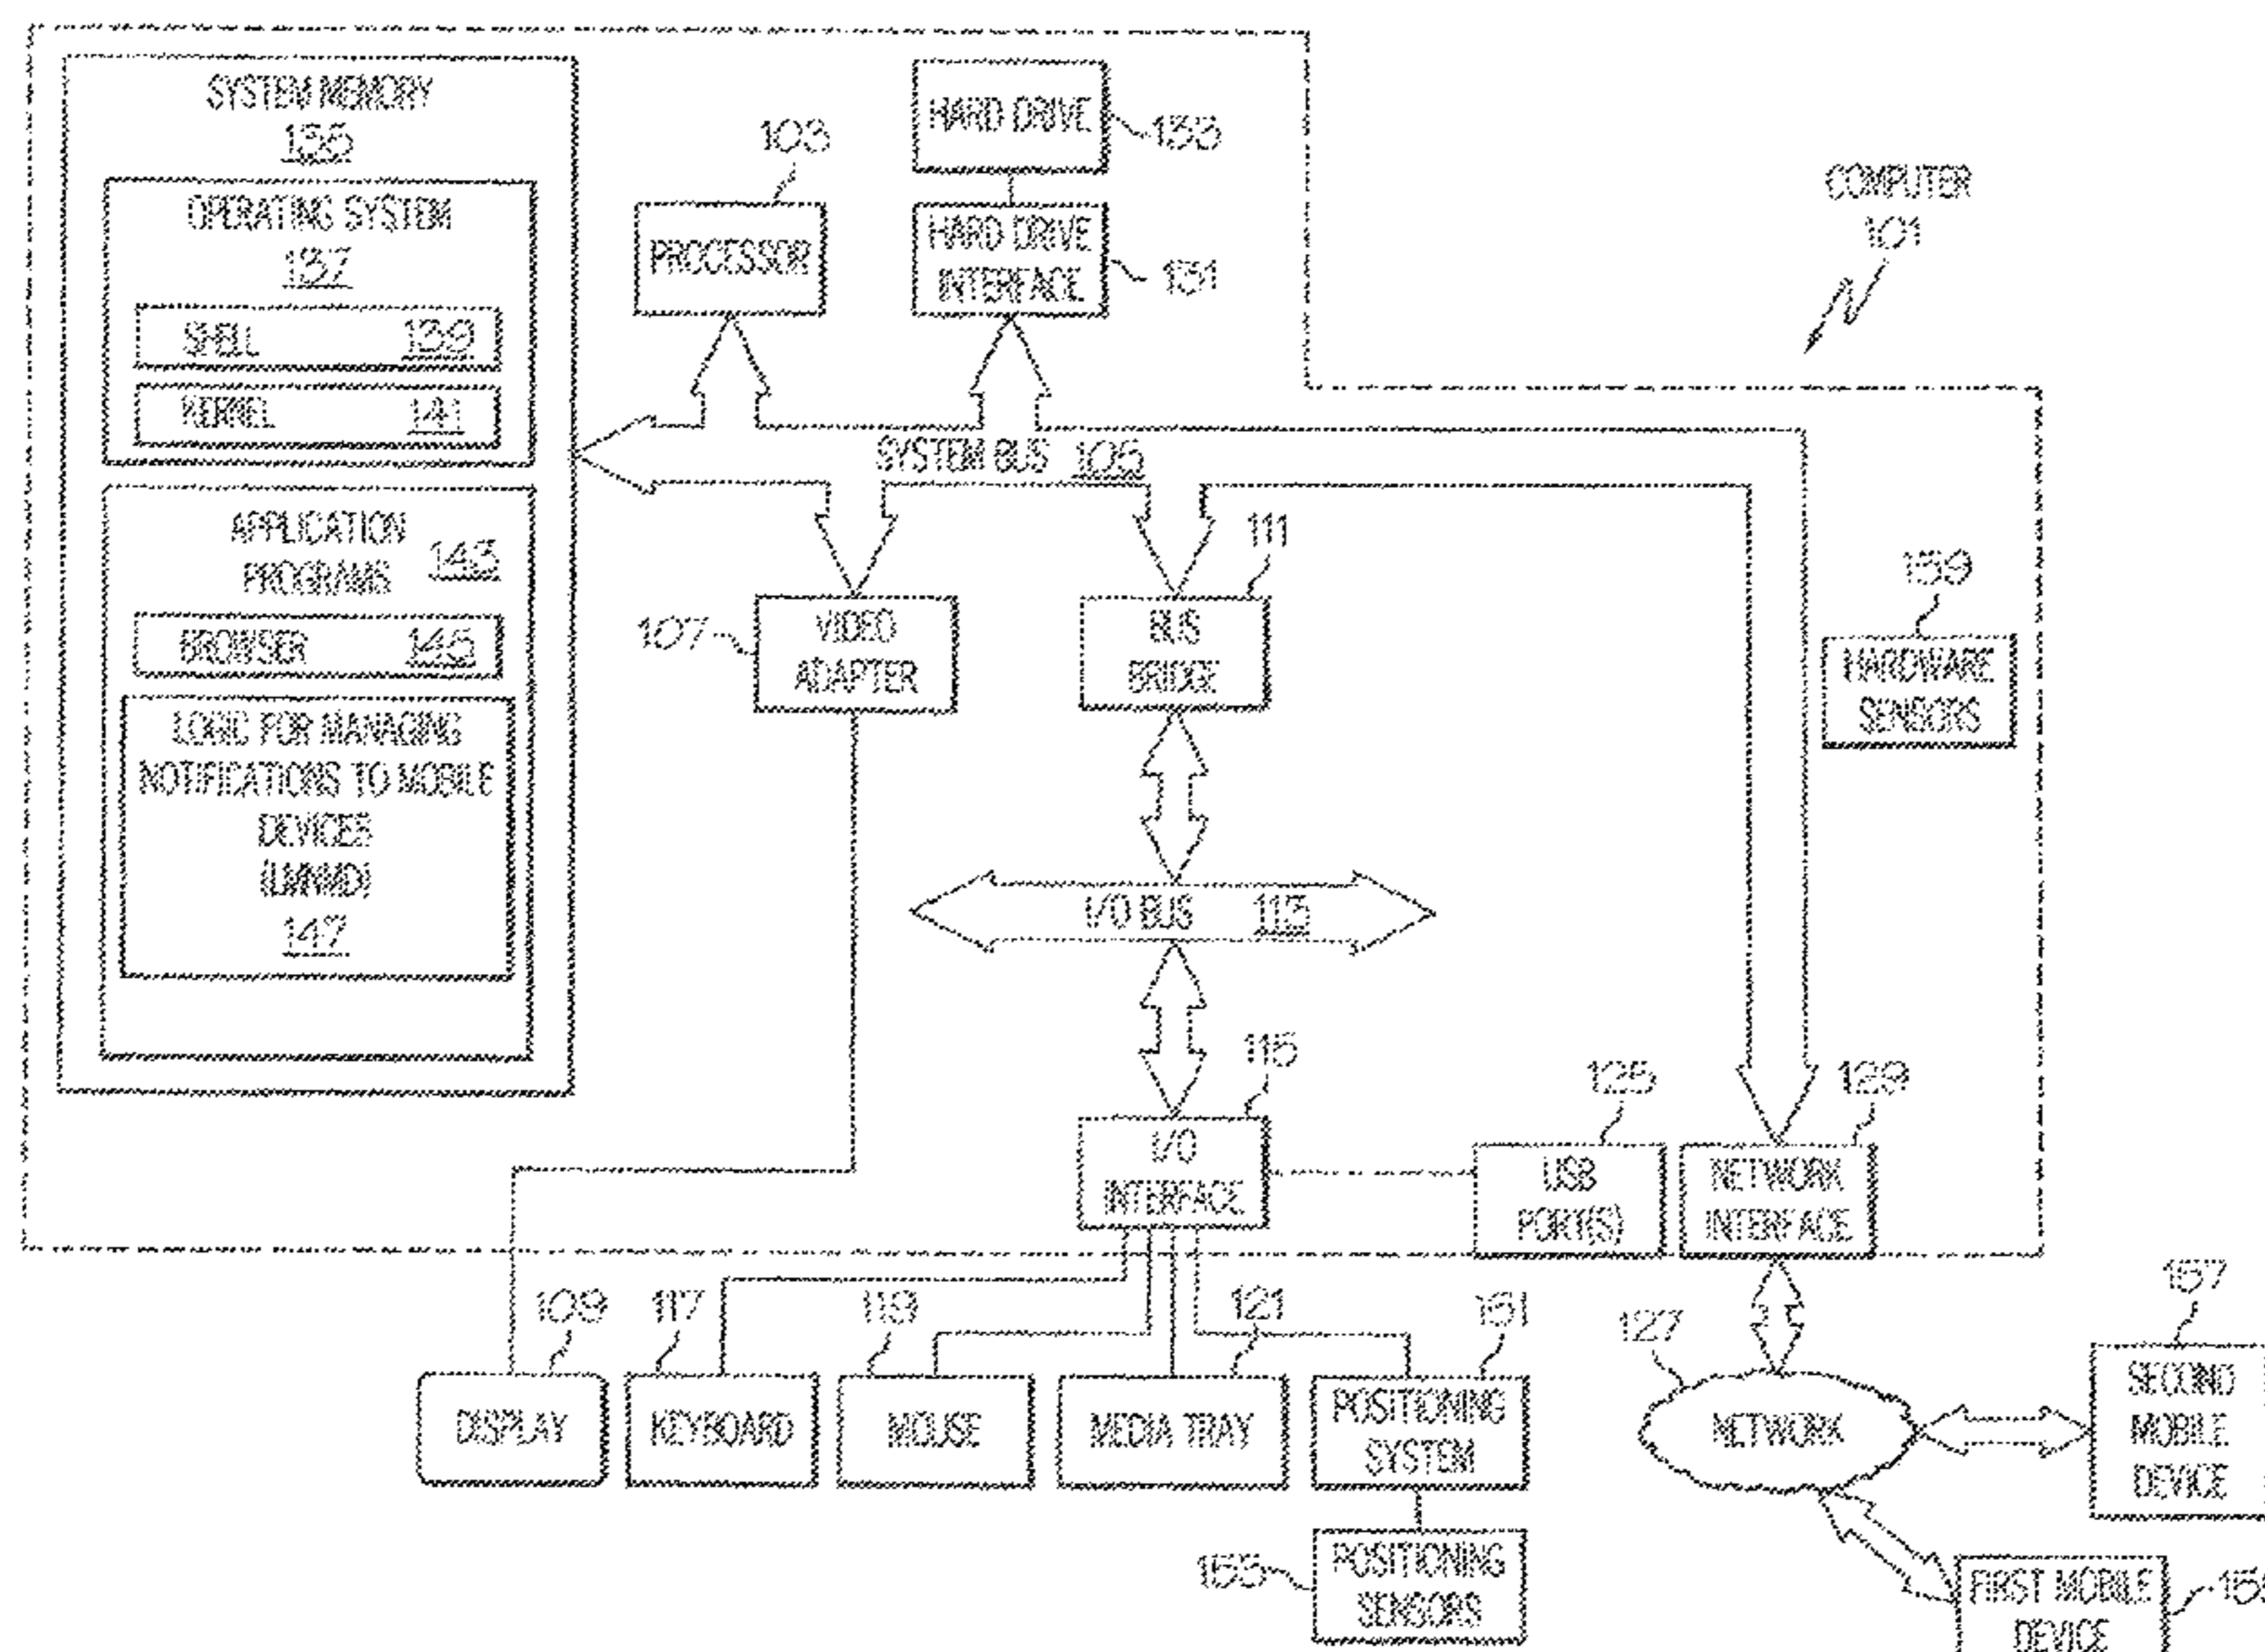 SYSTEM MEMORY
135
OPERATING SYSTEM
137
SHELL 139
KERNEL 141
APPLICATION
PROGRAMS 143
BROWSER 145
LOGIC FOR MANAGING
NOTIFICATIONS TO MOBILE
DEVICES
(LMNMD)
147
103
PROCESSOR
HARD DRIVE
133
HARD DRIVE
INTERFACE
131
COMPUTER
101
SYSTEM BUS 105
107
VIDEO
ADAPTER
111
BUS
BRIDGE
159
HARDWARE
SENSORS
I/O BUS 113
115
I/O
INTERFACE
125
USB
PORT(S)
129
NETWORK
INTERFACE
109
DISPLAY
117
KEYBOARD
119
MOUSE
121
MEDIA TRAY
151
POSITIONING
SYSTEM
POSITIONING
SENSORS
127
NETWORK
157
SECOND
MOBILE
DEVICE
FIRST MOBILE
DEVICE